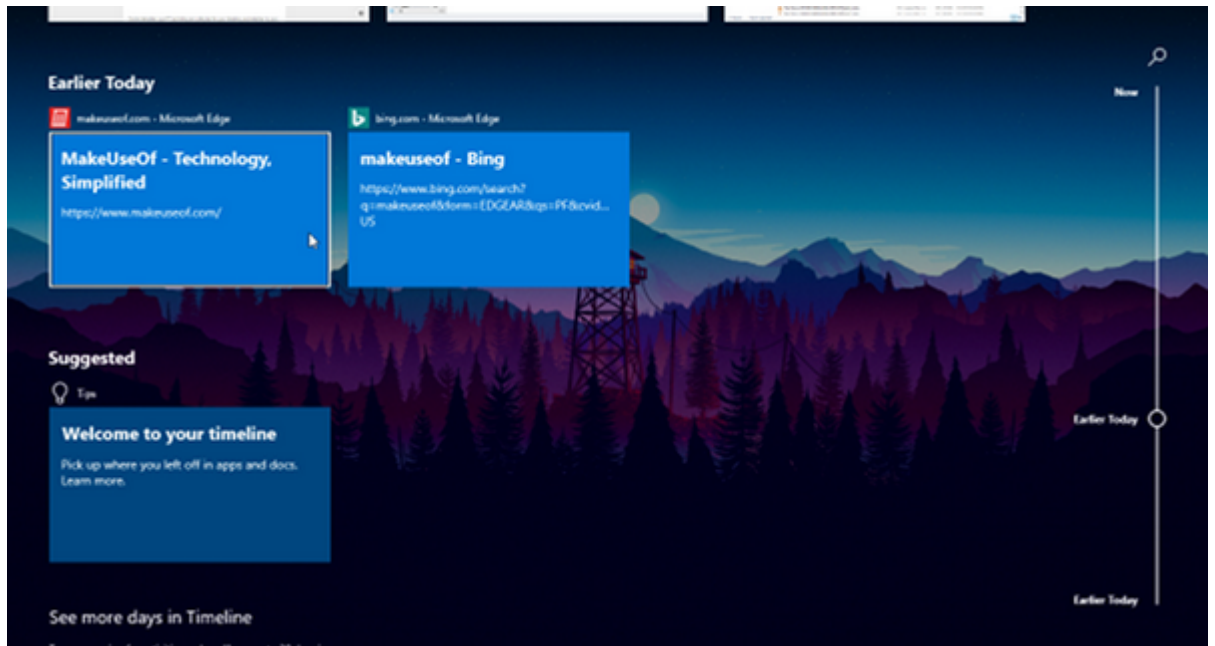 Earlier Today
Now
makeuseof.com - Microsoft Edge
bing.com - Microsoft Edge
MakeUseOf - Technology,
Simplified
https://www.makeuseof.com/
makeuseof - Bing
https://www.bing.com/search?
q=makeuseof&form=EDGEAR&qs=PF&cvid...
US
Suggested
Tips
Welcome to your timeline
Pick up where you left off in apps and docs.
Learn more.
Earlier Today
Earlier Today
See more days in Timeline